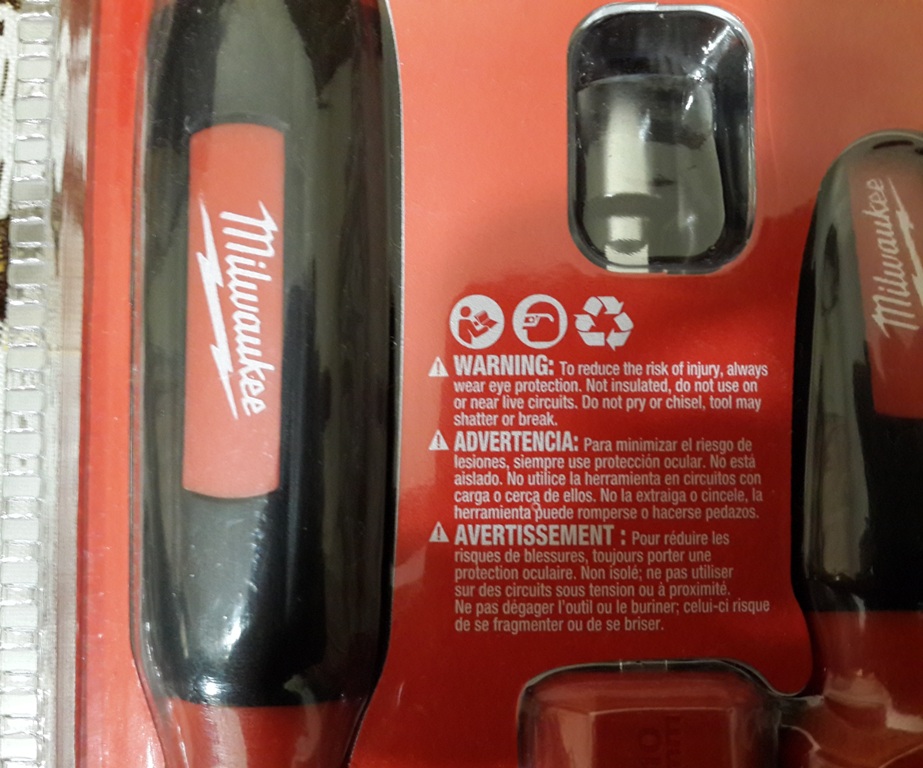 Milwaukee
Milwaukee
WARNING: To reduce the risk of injury, always
wear eye protection. Not insulated, do not use on
or near live circuits. Do not pry or chisel, tool may
shatter or break.
ADVERTENCIA: Para minimizar el riesgo de
lesiones, siempre use protección ocular. No está
aislado. No utilice la herramienta en circuitos con
carga o cerca de ellos. No la extraiga o cincele, la
herramienta puede romperse o hacerse pedazos.
AVERTISSEMENT : Pour réduire les
risques de blessures, toujours porter une
protection oculaire. Non isolé; ne pas utiliser
sur des circuits sous tension ou à proximité.
Ne pas dégager l'outil ou le buriner; celui-ci risque
de se fragmenter ou de se briser.